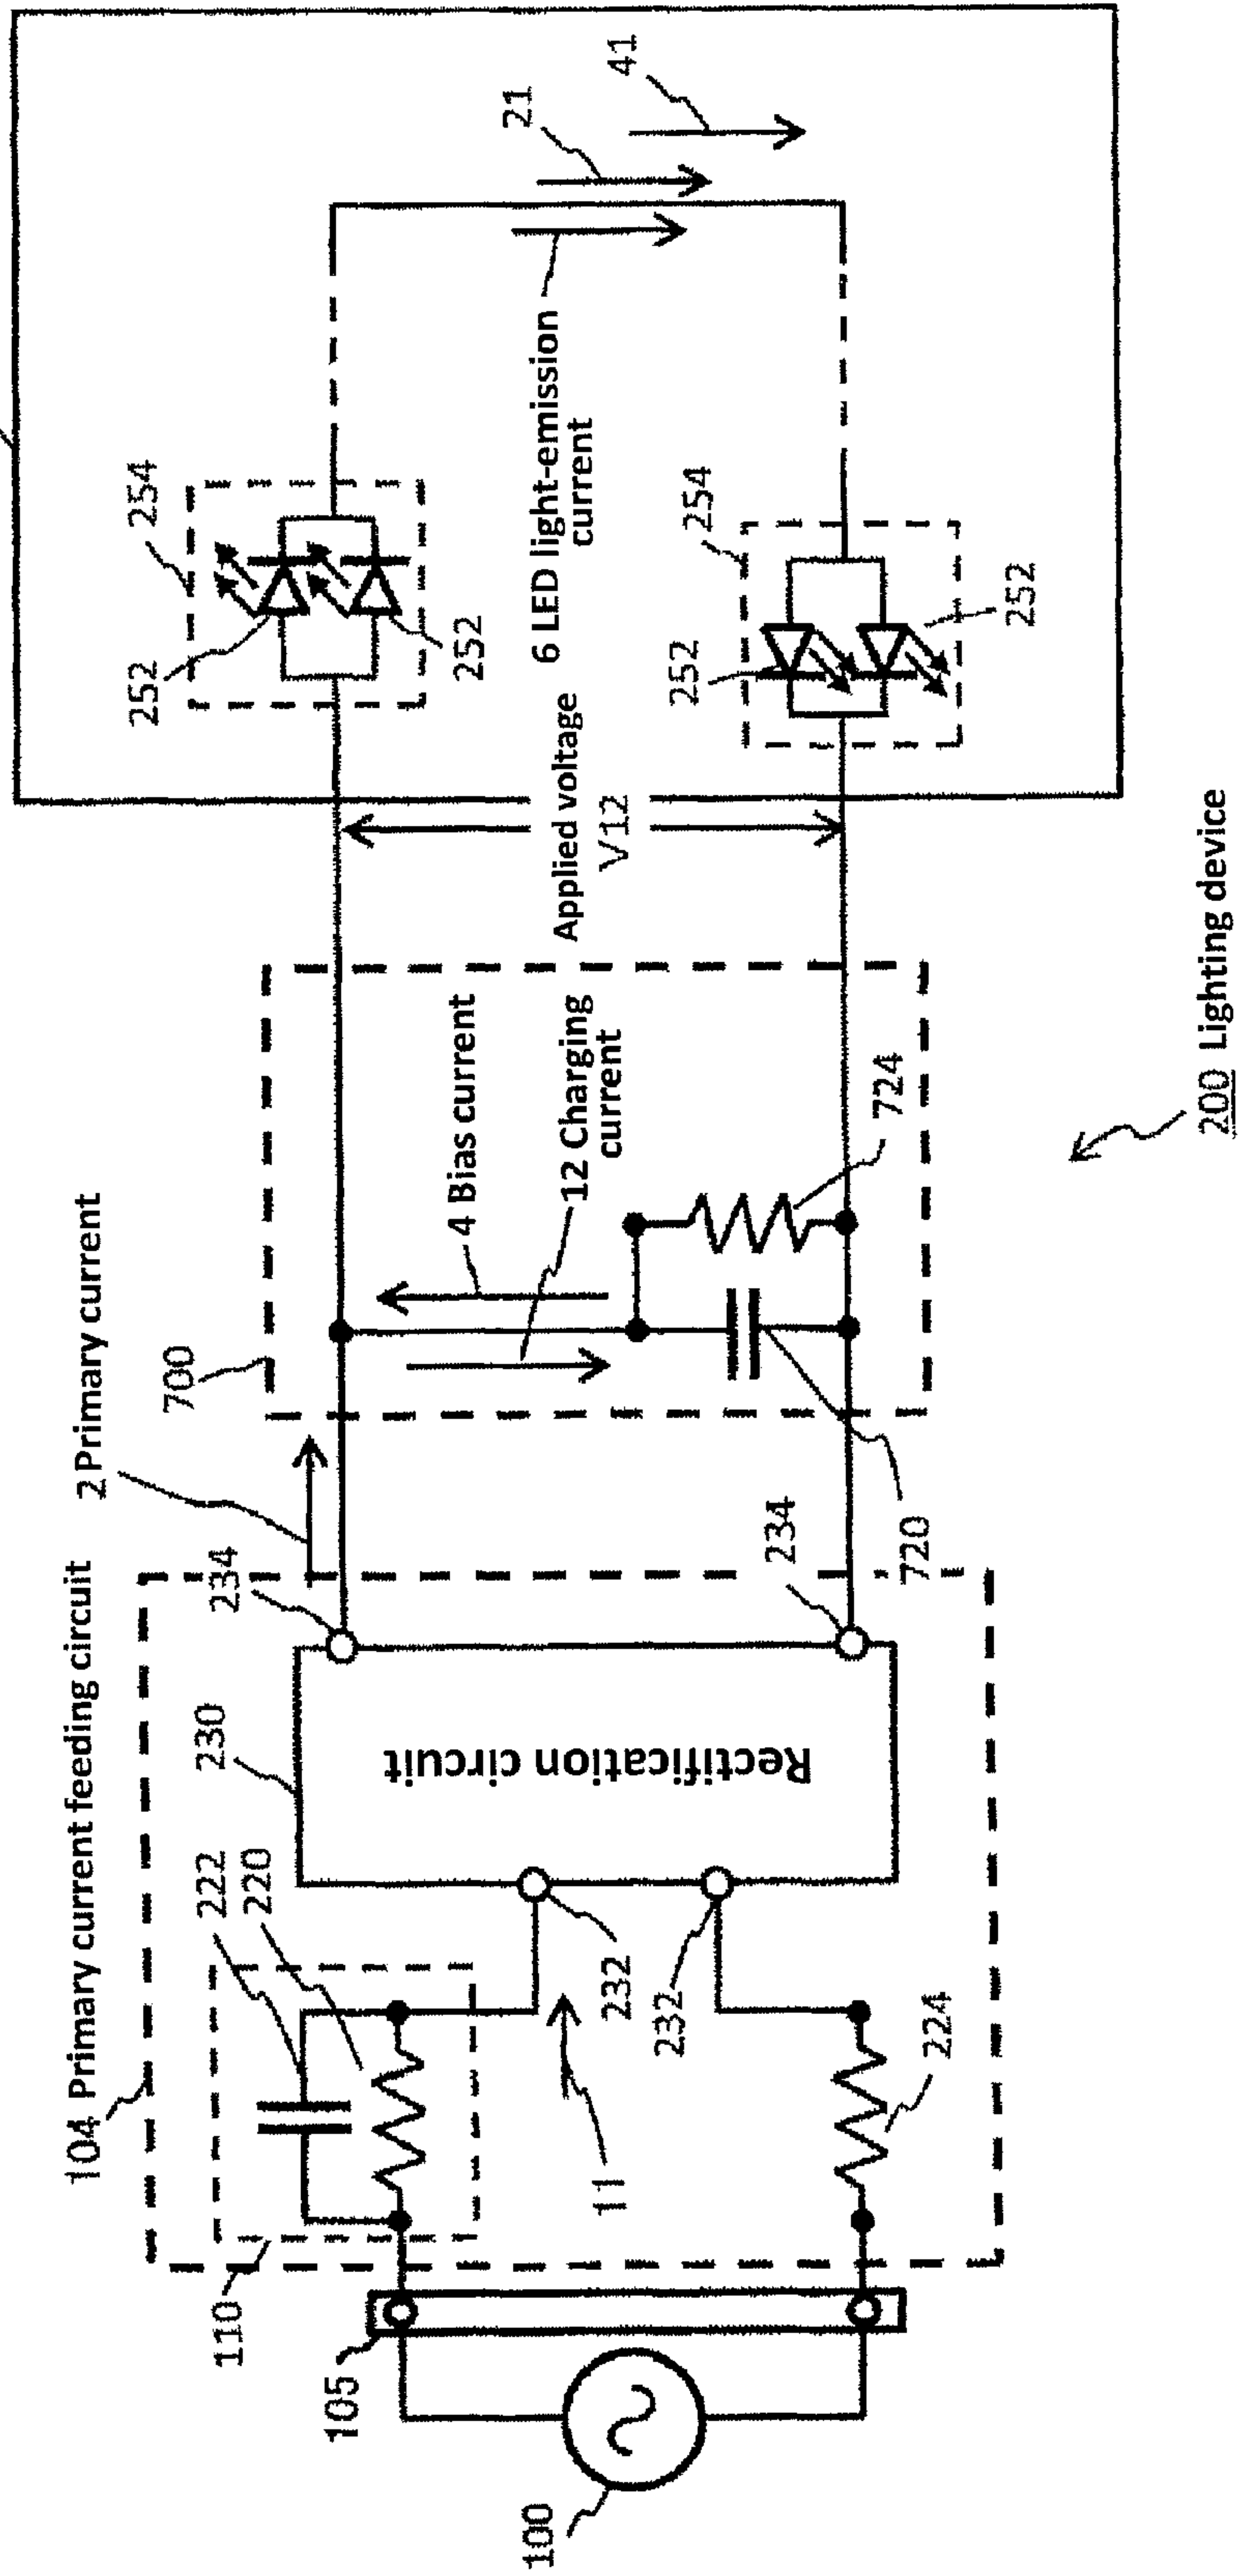 104 Primary current feeding circuit
2 Primary current
700
110
222
220
230
234
105
100
11
232
232
224
Rectification circuit
234
720
4 Bias current
12 Charging
current
724
Applied voltage
V12
254
252
252
6 LED light-emission
current
21
41
254
252
252
200 Lighting device